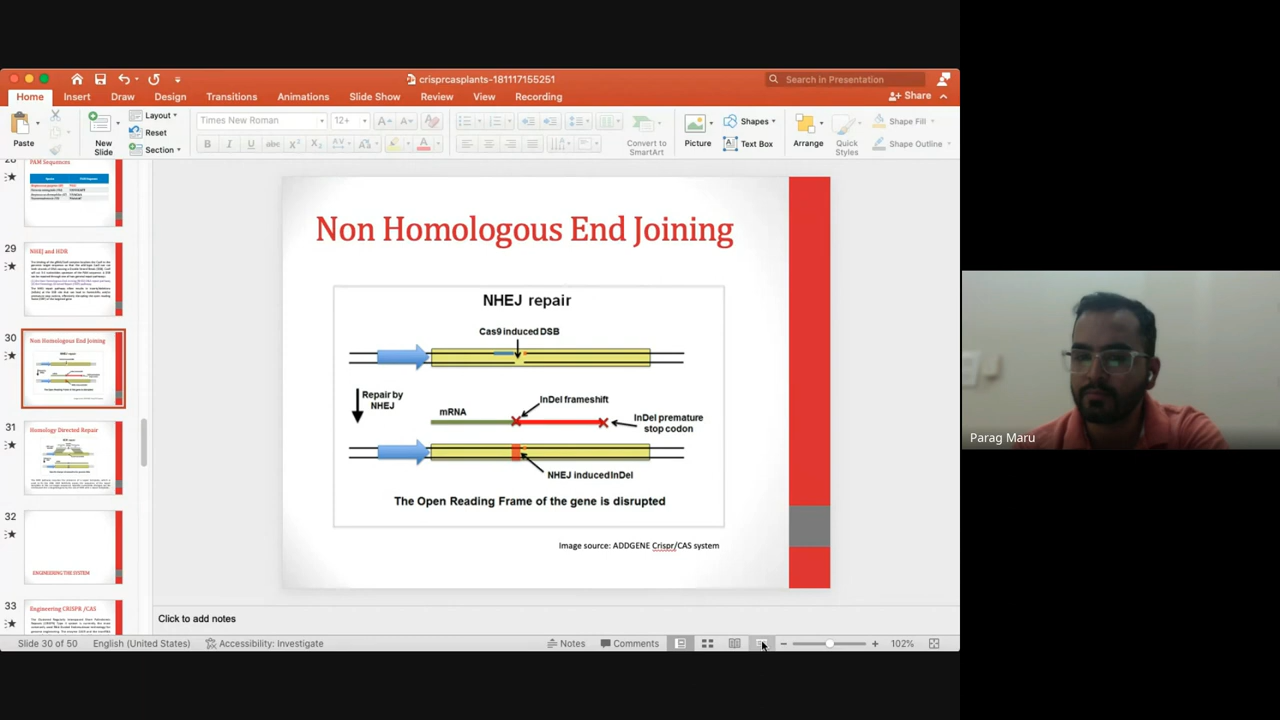 crisprcasplants-181117155251
Search in Presentation
Home Insert Draw Design Transitions Animations Slide Show Review View Recording
Share
Paste
New Slide
Layout
Reset
Section
Times New Roman
12+
Convert to SmartArt
Picture
Shapes
Text Box
Arrange
Quick Styles
Shape Fill
Shape Outline
28
PAM Sequences
29
NHEJ and HDR
30
Non Homologous End Joining
31
Homology Directed Repair
32
ENGINEERING THE SYSTEM
33
Engineering CRISPR /CAS
Non Homologous End Joining
NHEJ repair
Cas9 induced DSB
Repair by
NHEJ
mRNA
InDel frameshift
InDel premature
stop codon
NHEJ induced InDel
The Open Reading Frame of the gene is disrupted
Image source: ADDGENE Crispr/CAS system
Click to add notes
Slide 30 of 50 English (United States) Accessibility: Investigate Notes Comments 102%
Parag Maru